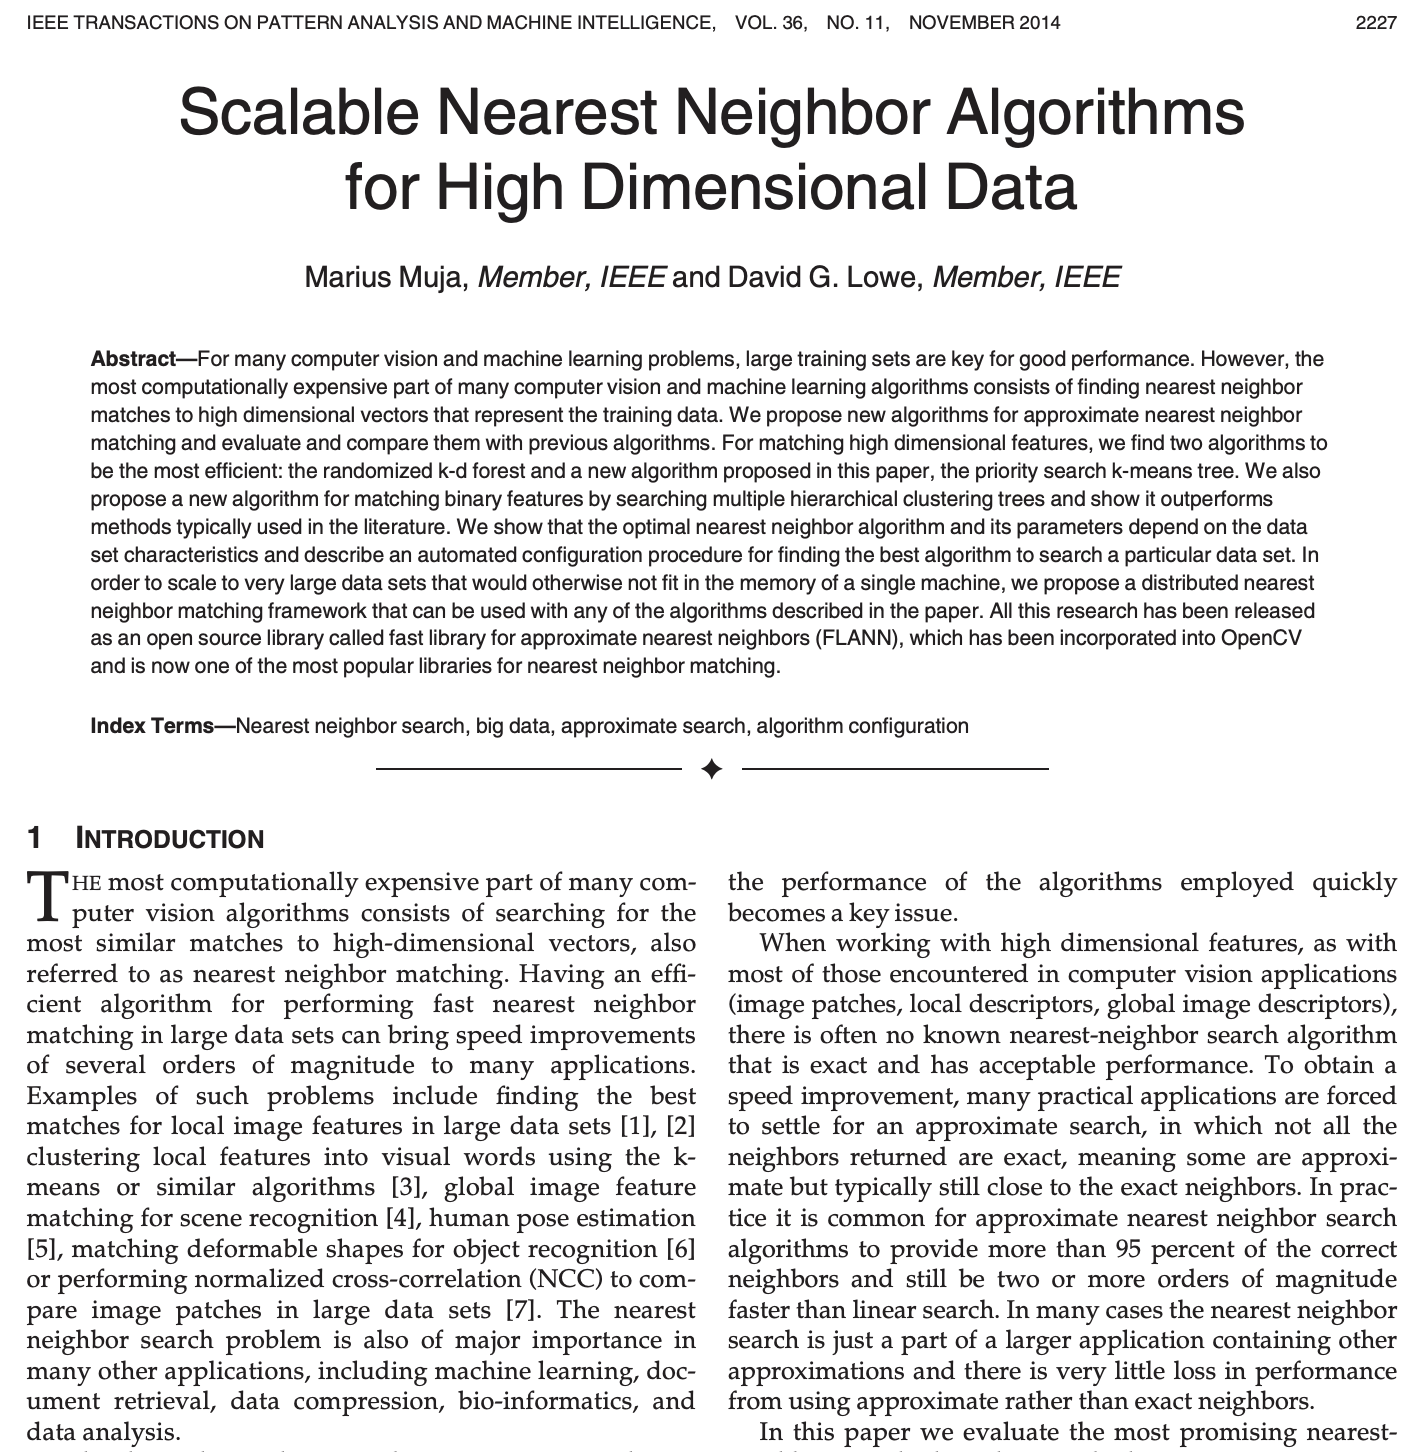 IEEE TRANSACTIONS ON PATTERN ANALYSIS AND MACHINE INTELLIGENCE, VOL. 36, NO. 11, NOVEMBER 2014 2227
Scalable Nearest Neighbor Algorithms
for High Dimensional Data
Marius Muja, Member, IEEE and David G. Lowe, Member, IEEE
Abstract—For many computer vision and machine learning problems, large training sets are key for good performance. However, the
most computationally expensive part of many computer vision and machine learning algorithms consists of finding nearest neighbor
matches to high dimensional vectors that represent the training data. We propose new algorithms for approximate nearest neighbor
matching and evaluate and compare them with previous algorithms. For matching high dimensional features, we find two algorithms to
be the most efficient: the randomized k-d forest and a new algorithm proposed in this paper, the priority search k-means tree. We also
propose a new algorithm for matching binary features by searching multiple hierarchical clustering trees and show it outperforms
methods typically used in the literature. We show that the optimal nearest neighbor algorithm and its parameters depend on the data
set characteristics and describe an automated configuration procedure for finding the best algorithm to search a particular data set. In
order to scale to very large data sets that would otherwise not fit in the memory of a single machine, we propose a distributed nearest
neighbor matching framework that can be used with any of the algorithms described in the paper. All this research has been released
as an open source library called fast library for approximate nearest neighbors (FLANN), which has been incorporated into OpenCV
and is now one of the most popular libraries for nearest neighbor matching.
Index Terms—Nearest neighbor search, big data, approximate search, algorithm configuration
1 INTRODUCTION
THE most computationally expensive part of many com-
puter vision algorithms consists of searching for the
most similar matches to high-dimensional vectors, also
referred to as nearest neighbor matching. Having an effi-
cient algorithm for performing fast nearest neighbor
matching in large data sets can bring speed improvements
of several orders of magnitude to many applications.
Examples of such problems include finding the best
matches for local image features in large data sets [1], [2]
clustering local features into visual words using the k-
means or similar algorithms [3], global image feature
matching for scene recognition [4], human pose estimation
[5], matching deformable shapes for object recognition [6]
or performing normalized cross-correlation (NCC) to com-
pare image patches in large data sets [7]. The nearest
neighbor search problem is also of major importance in
many other applications, including machine learning, doc-
ument retrieval, data compression, bio-informatics, and
data analysis.
the performance of the algorithms employed quickly
becomes a key issue.
When working with high dimensional features, as with
most of those encountered in computer vision applications
(image patches, local descriptors, global image descriptors),
there is often no known nearest-neighbor search algorithm
that is exact and has acceptable performance. To obtain a
speed improvement, many practical applications are forced
to settle for an approximate search, in which not all the
neighbors returned are exact, meaning some are approxi-
mate but typically still close to the exact neighbors. In prac-
tice it is common for approximate nearest neighbor search
algorithms to provide more than 95 percent of the correct
neighbors and still be two or more orders of magnitude
faster than linear search. In many cases the nearest neighbor
search is just a part of a larger application containing other
approximations and there is very little loss in performance
from using approximate rather than exact neighbors.
In this paper we evaluate the most promising nearest-